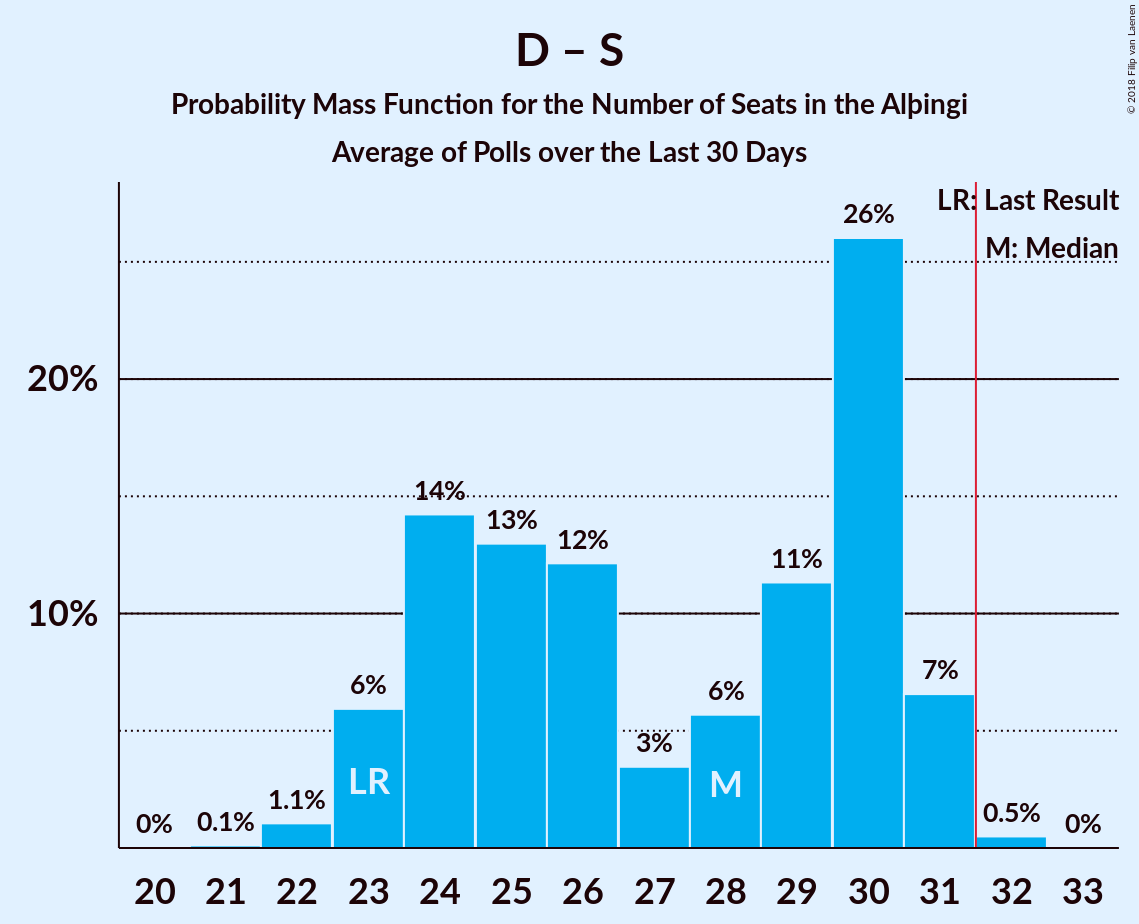 D – S
Probability Mass Function for the Number of Seats in the Alþingi
Average of Polls over the Last 30 Days
© 2018 Filip van Laenen
LR: Last Result
M: Median
20%
10%
0%
0.1%
1.1%
6%
14%
13%
12%
3%
6%
11%
26%
7%
0.5%
0%
LR
M
20 21 22 23 24 25 26 27 28 29 30 31 32 33